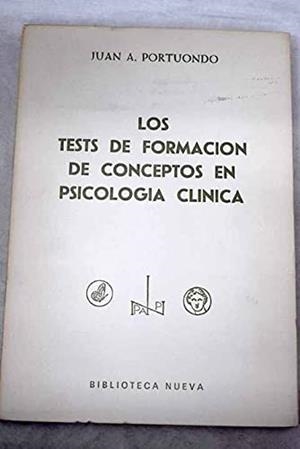 JUAN A. PORTUONDO
LOS
TESTS DE FORMACION
DE CONCEPTOS EN
PSICOLOGIA CLINICA
BIBLIOTECA NUEVA